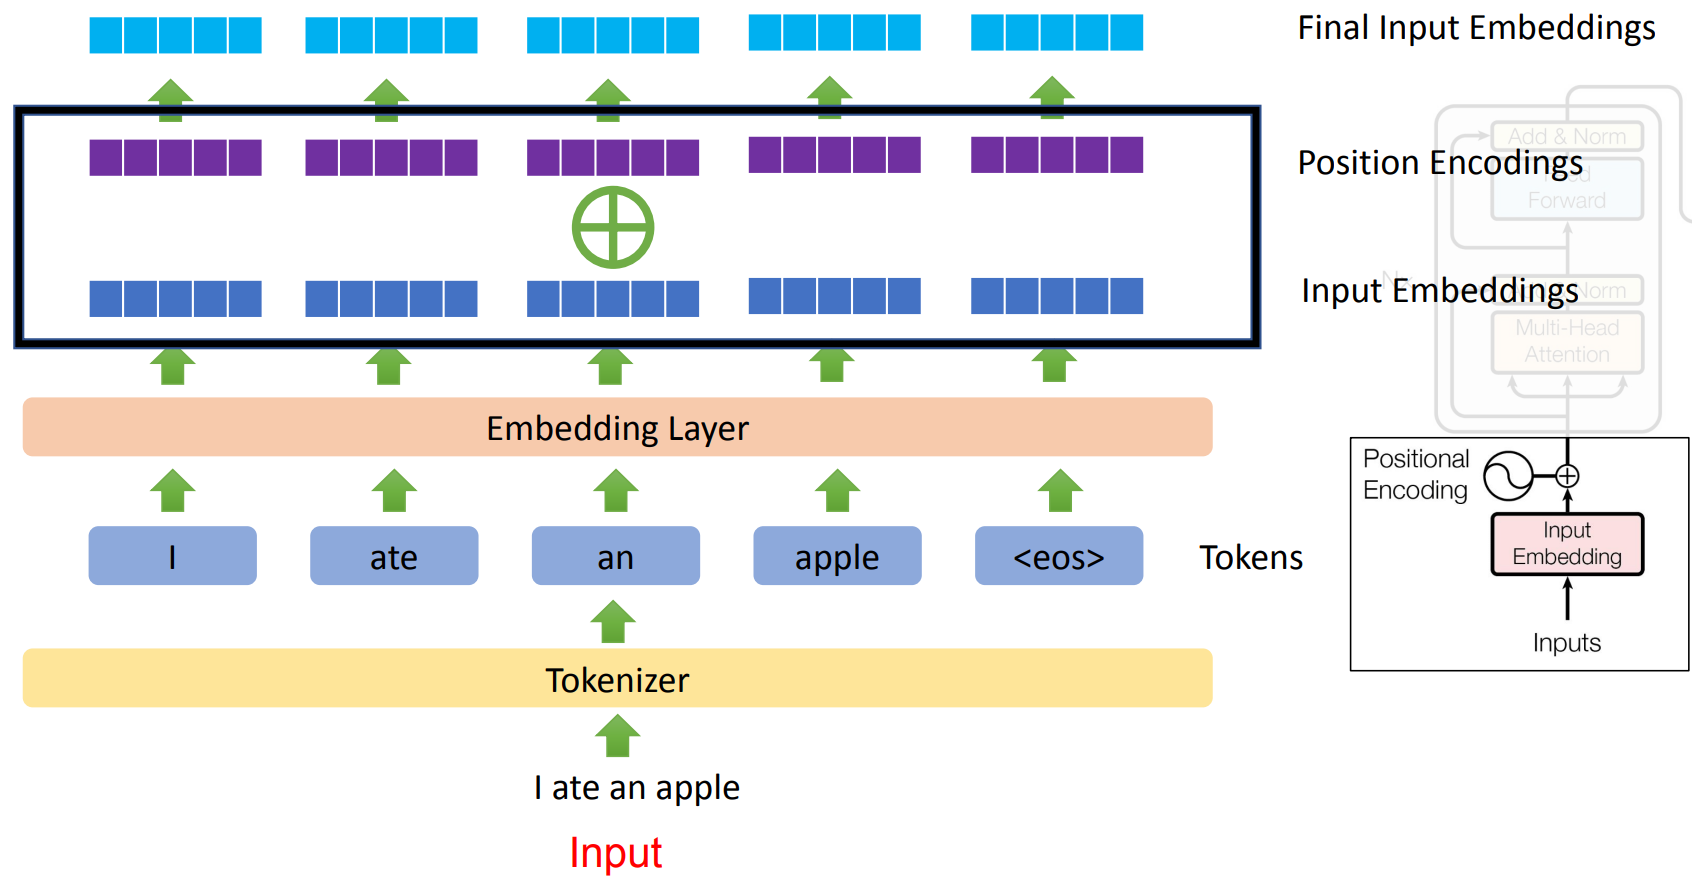 Final Input Embeddings
Add & Norm
Position Encodings
Forward
Input Embeddings
Norm
Multi-Head
Attention
Embedding Layer
Positional
Encoding
Input
Embedding
I
ate
an
apple
<eos>
Tokens
Inputs
Tokenizer
I ate an apple
Input